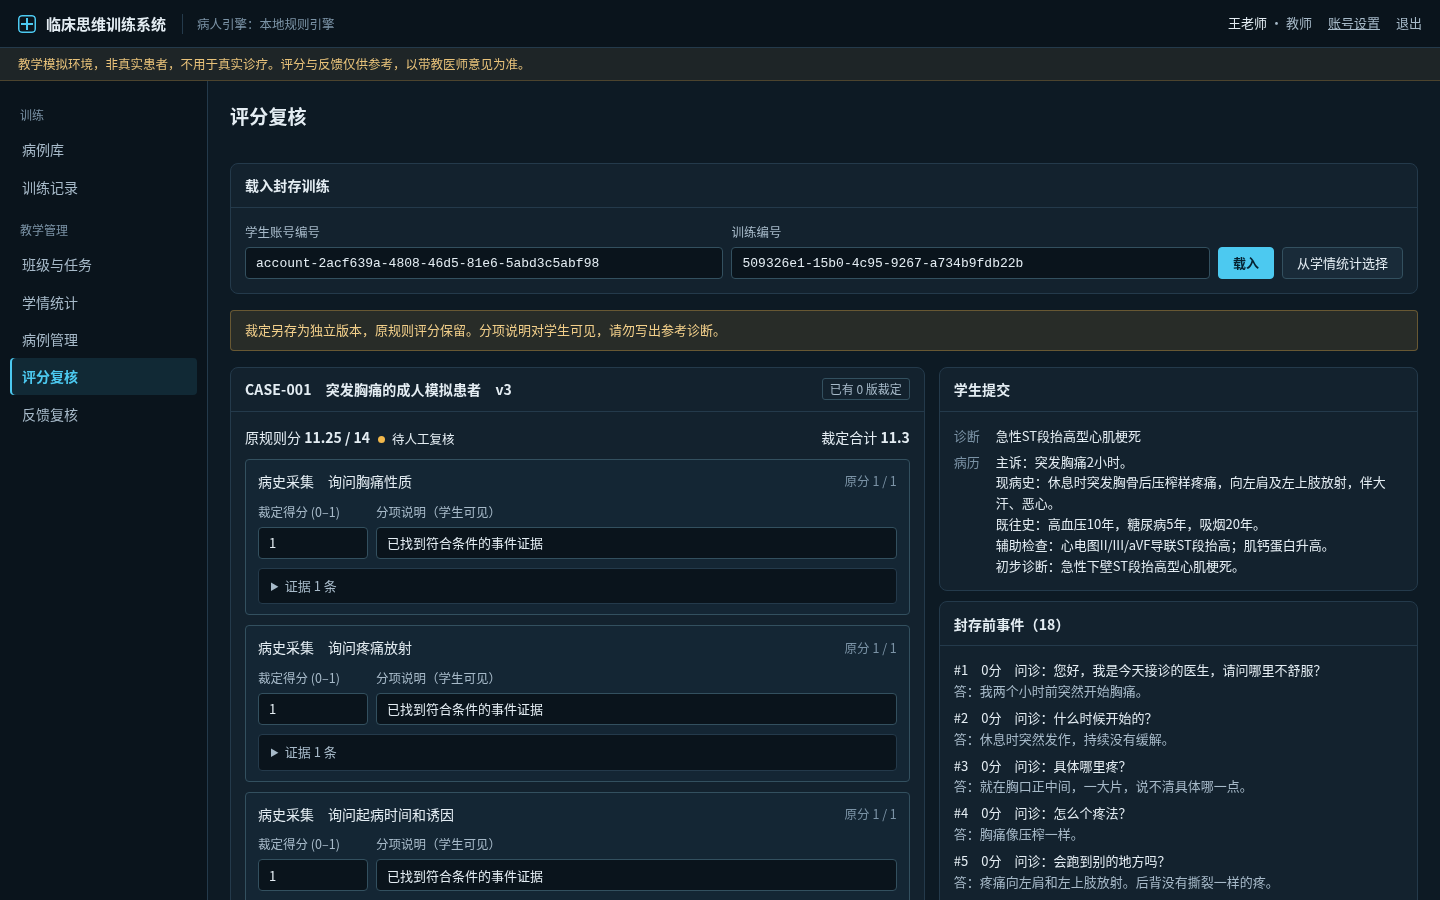 临床思维训练系统
病人引擎：本地规则引擎
王老师 · 教师
账号设置
退出
教学模拟环境，非真实患者，不用于真实诊疗。评分与反馈仅供参考，以带教医师意见为准。
训练
病例库
训练记录
教学管理
班级与任务
学情统计
病例管理
评分复核
反馈复核
评分复核
载入封存训练
学生账号编号
训练编号
account-2acf639a-4808-46d5-81e6-5abd3c5abf98
509326e1-15b0-4c95-9267-a734b9fdb22b
载入
从学情统计选择
裁定另存为独立版本，原规则评分保留。分项说明对学生可见，请勿写出参考诊断。
CASE-001 突发胸痛的成人模拟患者 v3
已有 0 版裁定
原规则分 11.25 / 14
待人工复核
裁定合计 11.3
病史采集 询问胸痛性质
原分 1 / 1
裁定得分 (0–1)
分项说明（学生可见）
1
已找到符合条件的事件证据
▶ 证据 1 条
病史采集 询问疼痛放射
原分 1 / 1
裁定得分 (0–1)
分项说明（学生可见）
1
已找到符合条件的事件证据
▶ 证据 1 条
病史采集 询问起病时间和诱因
原分 1 / 1
裁定得分 (0–1)
分项说明（学生可见）
1
已找到符合条件的事件证据
学生提交
诊断 急性ST段抬高型心肌梗死
病历 主诉：突发胸痛2小时。
现病史：休息时突发胸骨后压榨样疼痛，向左肩及左上肢放射，伴大
汗、恶心。
既往史：高血压10年，糖尿病5年，吸烟20年。
辅助检查：心电图II/III/aVF导联ST段抬高；肌钙蛋白升高。
初步诊断：急性下壁ST段抬高型心肌梗死。
封存前事件（18）
#1 0分 问诊：您好，我是今天接诊的医生，请问哪里不舒服？
答：我两个小时前突然开始胸痛。
#2 0分 问诊：什么时候开始的？
答：休息时突然发作，持续没有缓解。
#3 0分 问诊：具体哪里疼？
答：就在胸口正中间，一大片，说不清具体哪一点。
#4 0分 问诊：怎么个疼法？
答：胸痛像压榨一样。
#5 0分 问诊：会跑到别的地方吗？
答：疼痛向左肩和左上肢放射。后背没有撕裂一样的疼。